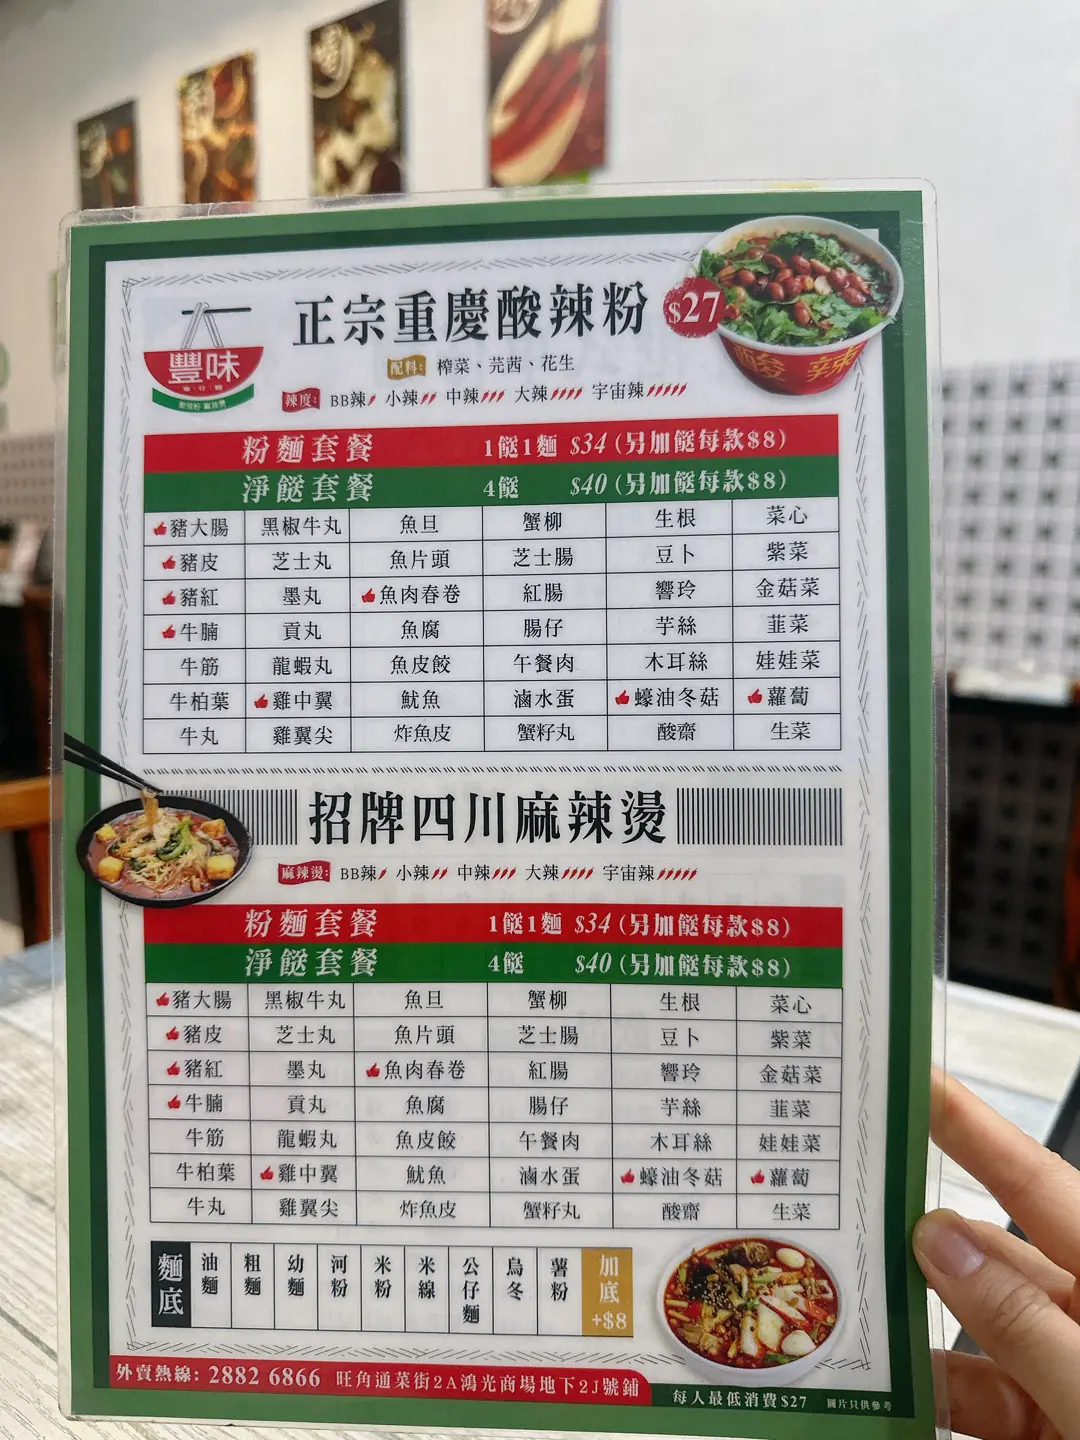 正宗重慶酸辣粉 $27
酸辣
豐味
車仔麵
配料: 榨菜、芫茜、花生
辣度: BB辣 小辣 中辣 大辣 宇宙辣
粉麵套餐 1餸1麵 $34 (另加餸每款$8)
淨餸套餐 4餸 $40 (另加餸每款$8)
豬大腸 黑椒牛丸 魚旦 蟹柳 生根 菜心
豬皮 芝士丸 魚片頭 芝士腸 豆卜 紫菜
豬紅 墨丸 魚肉春卷 紅腸 響玲 金菇菜
牛腩 貢丸 魚腐 腸仔 芋絲 韮菜
牛筋 龍蝦丸 魚皮餃 午餐肉 木耳絲 娃娃菜
牛柏葉 雞中翼 魷魚 滷水蛋 蠔油冬菇 蘿蔔
牛丸 雞翼尖 炸魚皮 蟹籽丸 酸齋 生菜
招牌四川麻辣燙
麻辣燙: BB辣 小辣 中辣 大辣 宇宙辣
粉麵套餐 1餸1麵 $34 (另加餸每款$8)
淨餸套餐 4餸 $40 (另加餸每款$8)
豬大腸 黑椒牛丸 魚旦 蟹柳 生根 菜心
豬皮 芝士丸 魚片頭 芝士腸 豆卜 紫菜
豬紅 墨丸 魚肉春卷 紅腸 響玲 金菇菜
牛腩 貢丸 魚腐 腸仔 芋絲 韮菜
牛筋 龍蝦丸 魚皮餃 午餐肉 木耳絲 娃娃菜
牛柏葉 雞中翼 魷魚 滷水蛋 蠔油冬菇 蘿蔔
牛丸 雞翼尖 炸魚皮 蟹籽丸 酸齋 生菜
麵底 油麵 粗麵 幼麵 河粉 米粉 米線 公仔麵 烏冬 薯粉 加底+$8
外賣熱線: 2882 6866 旺角通菜街2A鴻光商場地下2J號鋪
每人最低消費$27 圖片只供參考